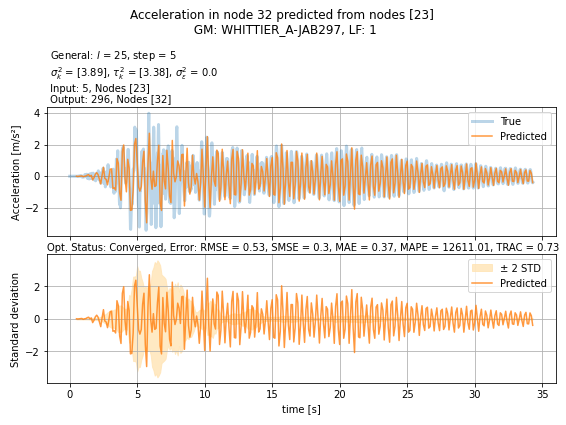 Acceleration in node 32 predicted from nodes [23]
GM: WHITTIER_A-JAB297, LF: 1
General: l = 25, step = 5
σ²ₖ = [3.89], τ²ₖ = [3.38], σ²ε = 0.0
Input: 5, Nodes [23]
Output: 296, Nodes [32]
4
2
0
−2
Acceleration [m/s²]
True
Predicted
Opt. Status: Converged, Error: RMSE = 0.53, SMSE = 0.3, MAE = 0.37, MAPE = 12611.01, TRAC = 0.73
2
0
−2
Standard deviation
± 2 STD
Predicted
0 5 10 15 20 25 30 35
time [s]